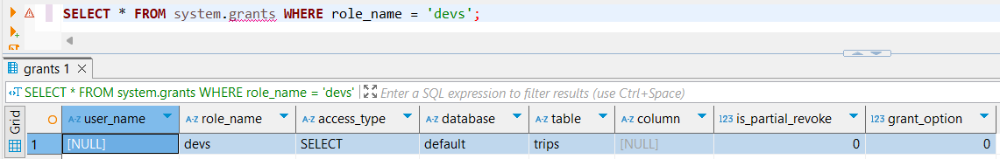 SELECT * FROM system.grants WHERE role_name = 'devs';
grants 1
SELECT * FROM system.grants WHERE role_name = 'devs' Enter a SQL expression to filter results (use Ctrl+Space)
Grid
A-Z user_name A-Z role_name A-Z access_type A-Z database A-Z table A-Z column 123 is_partial_revoke 123 grant_option
1 [NULL] devs SELECT default trips [NULL] 0 0